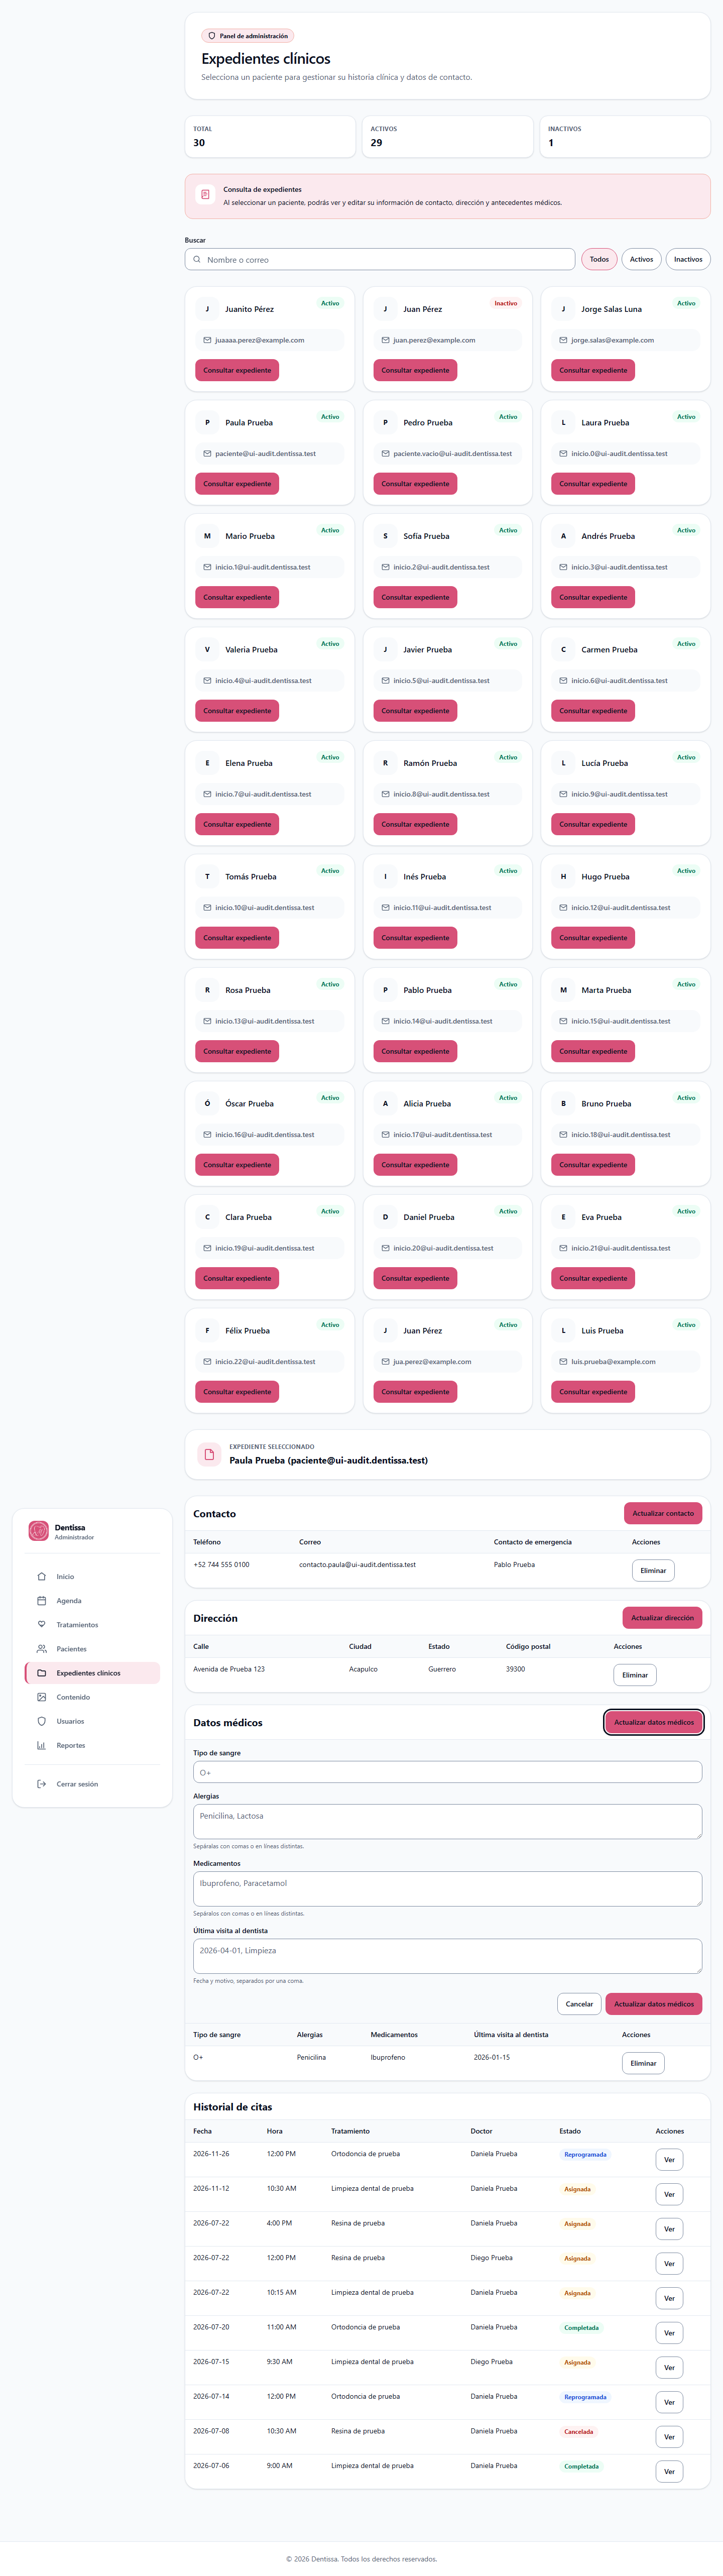 Panel de administración
Expedientes clínicos
Selecciona un paciente para gestionar su historia clínica y datos de contacto.
TOTAL
30
ACTIVOS
29
INACTIVOS
1
Consulta de expedientes
Al seleccionar un paciente, podrás ver y editar su información de contacto, dirección y antecedentes médicos.
Buscar
Nombre o correo
Todos
Activos
Inactivos
J Juanito Pérez Activo
juaaaa.perez@example.com
Consultar expediente
J Juan Pérez Inactivo
juan.perez@example.com
Consultar expediente
J Jorge Salas Luna Activo
jorge.salas@example.com
Consultar expediente
P Paula Prueba Activo
paciente@ui-audit.dentissa.test
Consultar expediente
P Pedro Prueba Activo
paciente.vacio@ui-audit.dentissa.test
Consultar expediente
L Laura Prueba Activo
inicio.0@ui-audit.dentissa.test
Consultar expediente
M Mario Prueba Activo
inicio.1@ui-audit.dentissa.test
Consultar expediente
S Sofía Prueba Activo
inicio.2@ui-audit.dentissa.test
Consultar expediente
A Andrés Prueba Activo
inicio.3@ui-audit.dentissa.test
Consultar expediente
V Valeria Prueba Activo
inicio.4@ui-audit.dentissa.test
Consultar expediente
J Javier Prueba Activo
inicio.5@ui-audit.dentissa.test
Consultar expediente
C Carmen Prueba Activo
inicio.6@ui-audit.dentissa.test
Consultar expediente
E Elena Prueba Activo
inicio.7@ui-audit.dentissa.test
Consultar expediente
R Ramón Prueba Activo
inicio.8@ui-audit.dentissa.test
Consultar expediente
L Lucía Prueba Activo
inicio.9@ui-audit.dentissa.test
Consultar expediente
T Tomás Prueba Activo
inicio.10@ui-audit.dentissa.test
Consultar expediente
I Inés Prueba Activo
inicio.11@ui-audit.dentissa.test
Consultar expediente
H Hugo Prueba Activo
inicio.12@ui-audit.dentissa.test
Consultar expediente
R Rosa Prueba Activo
inicio.13@ui-audit.dentissa.test
Consultar expediente
P Pablo Prueba Activo
inicio.14@ui-audit.dentissa.test
Consultar expediente
M Marta Prueba Activo
inicio.15@ui-audit.dentissa.test
Consultar expediente
Ó Óscar Prueba Activo
inicio.16@ui-audit.dentissa.test
Consultar expediente
A Alicia Prueba Activo
inicio.17@ui-audit.dentissa.test
Consultar expediente
B Bruno Prueba Activo
inicio.18@ui-audit.dentissa.test
Consultar expediente
C Clara Prueba Activo
inicio.19@ui-audit.dentissa.test
Consultar expediente
D Daniel Prueba Activo
inicio.20@ui-audit.dentissa.test
Consultar expediente
E Eva Prueba Activo
inicio.21@ui-audit.dentissa.test
Consultar expediente
F Félix Prueba Activo
inicio.22@ui-audit.dentissa.test
Consultar expediente
J Juan Pérez Activo
jua.perez@example.com
Consultar expediente
L Luis Prueba Activo
luis.prueba@example.com
Consultar expediente
EXPEDIENTE SELECCIONADO
Paula Prueba (paciente@ui-audit.dentissa.test)
Dentissa
Administrador
Inicio
Agenda
Tratamientos
Pacientes
Expedientes clínicos
Contenido
Usuarios
Reportes
Cerrar sesión
Contacto
Actualizar contacto
Teléfono Correo Contacto de emergencia Acciones
+52 744 555 0100 contacto.paula@ui-audit.dentissa.test Pablo Prueba Eliminar
Dirección
Actualizar dirección
Calle Ciudad Estado Código postal Acciones
Avenida de Prueba 123 Acapulco Guerrero 39300 Eliminar
Datos médicos
Actualizar datos médicos
Tipo de sangre
O+
Alergias
Penicilina, Lactosa
Sepáralas con comas o en líneas distintas.
Medicamentos
Ibuprofeno, Paracetamol
Sepáralos con comas o en líneas distintas.
Última visita al dentista
2026-04-01, Limpieza
Fecha y motivo, separados por una coma.
Cancelar
Actualizar datos médicos
Tipo de sangre Alergias Medicamentos Última visita al dentista Acciones
O+ Penicilina Ibuprofeno 2026-01-15 Eliminar
Historial de citas
Fecha Hora Tratamiento Doctor Estado Acciones
2026-11-26 12:00 PM Ortodoncia de prueba Daniela Prueba Reprogramada Ver
2026-11-12 10:30 AM Limpieza dental de prueba Daniela Prueba Asignada Ver
2026-07-22 4:00 PM Resina de prueba Daniela Prueba Asignada Ver
2026-07-22 12:00 PM Resina de prueba Diego Prueba Asignada Ver
2026-07-22 10:15 AM Limpieza dental de prueba Daniela Prueba Asignada Ver
2026-07-20 11:00 AM Ortodoncia de prueba Daniela Prueba Completada Ver
2026-07-15 9:30 AM Limpieza dental de prueba Diego Prueba Asignada Ver
2026-07-14 12:00 PM Ortodoncia de prueba Daniela Prueba Reprogramada Ver
2026-07-08 10:30 AM Resina de prueba Daniela Prueba Cancelada Ver
2026-07-06 9:00 AM Limpieza dental de prueba Daniela Prueba Completada Ver
© 2026 Dentissa. Todos los derechos reservados.